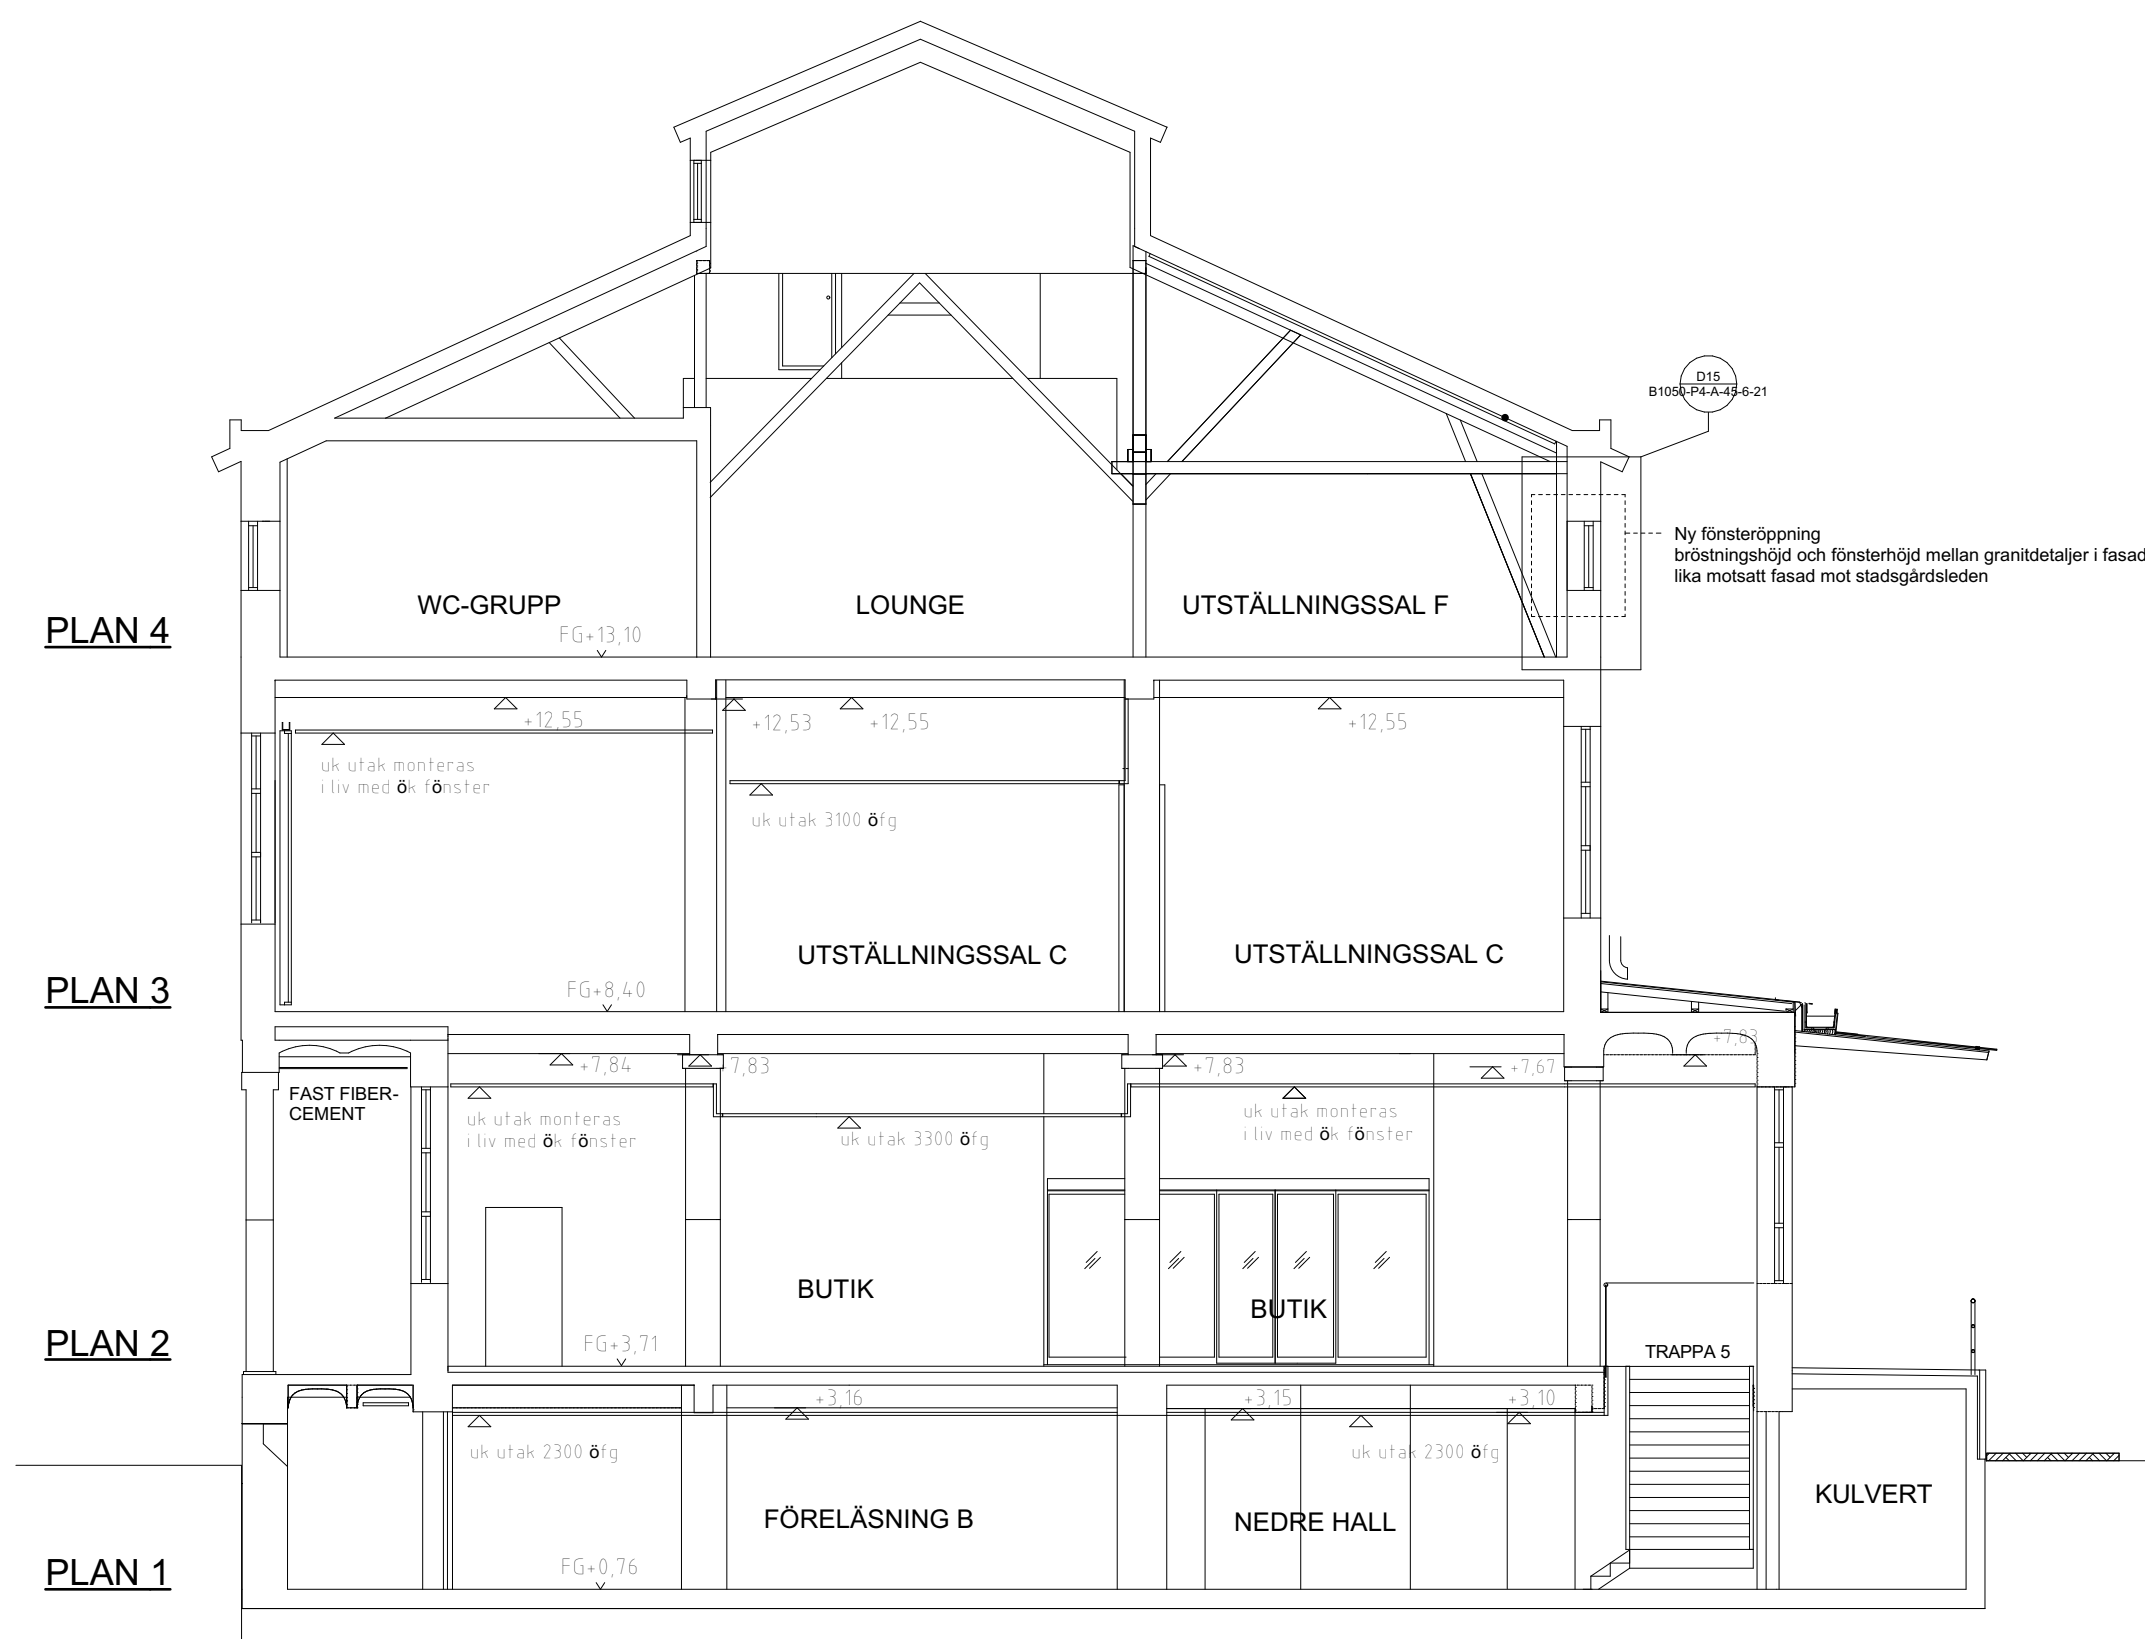 D15
B1050-P4-A-45-6-21
Ny fönsteröppning
bröstningshöjd och fönsterhöjd mellan granitdetaljer i fasad
lika motsatt fasad mot stadsgårdsleden
WC-GRUPP
LOUNGE
UTSTÄLLNINGSSAL F
PLAN 4
FG+13,10
+12,55
+12,53
+12,55
+12,55
uk utak monteras
i liv med ök fönster
uk utak 3100 öfg
UTSTÄLLNINGSSAL C
UTSTÄLLNINGSSAL C
PLAN 3
FG+8,40
+7,84
+7,83
+7,83
+7,67
+7,83
FAST FIBER-
CEMENT
uk utak monteras
i liv med ök fönster
uk utak 3300 öfg
uk utak monteras
i liv med ök fönster
BUTIK
BUTIK
PLAN 2
FG+3,71
TRAPPA 5
+3,16
+3,15
+3,10
uk utak 2300 öfg
uk utak 2300 öfg
FÖRELÄSNING B
NEDRE HALL
KULVERT
PLAN 1
FG+0,76